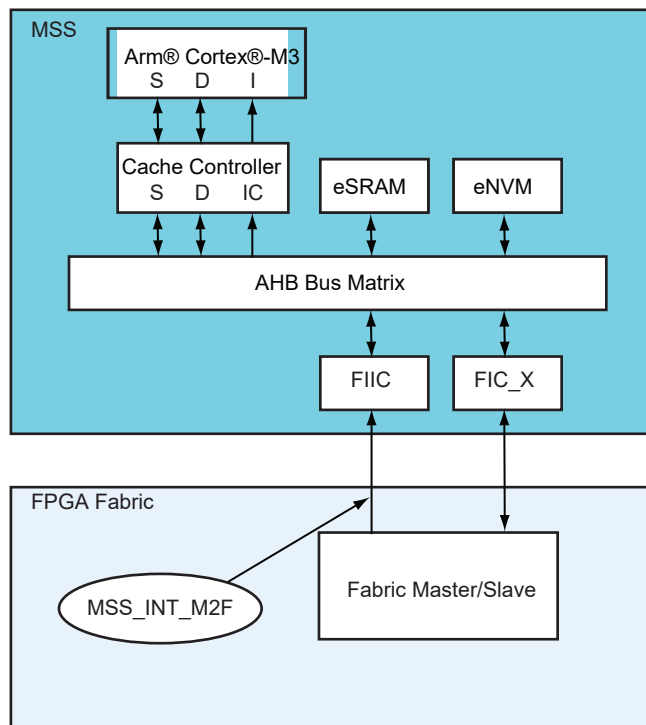 MSS
Arm® Cortex®-M3
S D I
Cache Controller
S D IC
eSRAM
eNVM
AHB Bus Matrix
FIIC
FIC_X
FPGA Fabric
MSS_INT_M2F
Fabric Master/Slave